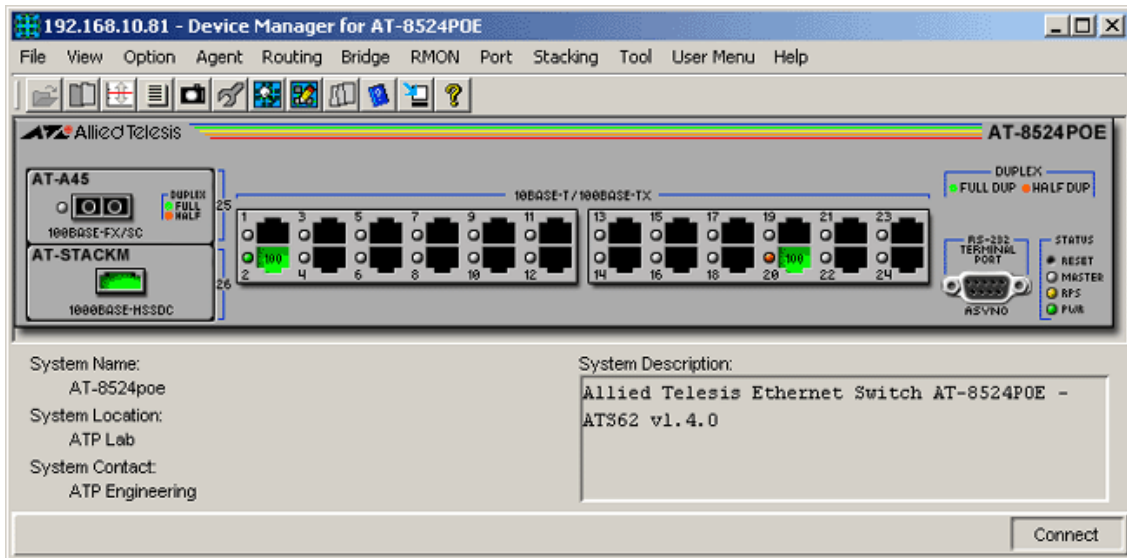 192.168.10.81 - Device Manager for AT-8524POE
File View Option Agent Routing Bridge RMON Port Stacking Tool User Menu Help
Allied Telesis
AT-8524POE
AT-A45
DUPLEX
FULL
HALF
100BASE-FX/SC
25
AT-STACKM
1000BASE-HSSDC
26
10BASE-T/100BASE-TX
1 3 5 7 9 11 13 15 17 19 21 23
100 100
2 4 6 8 10 12 14 16 18 20 22 24
DUPLEX
FULL DUP HALF DUP
RS-232
TERMINAL
PORT
ASYNO
STATUS
RESET
MASTER
RPS
PWR
System Name:
AT-8524poe
System Location:
ATP Lab
System Contact:
ATP Engineering
System Description:
Allied Telesis Ethernet Switch AT-8524POE -
ATS62 v1.4.0
Connect